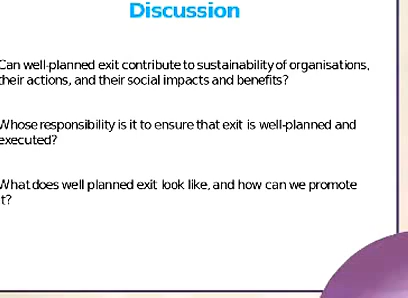 Discussion
Can well-planned exit contribute to sustainability of organisations,
their actions, and their social impacts and benefits?
Whose responsibility is it to ensure that exit is well-planned and
executed?
What does well planned exit look like, and how can we promote
it?